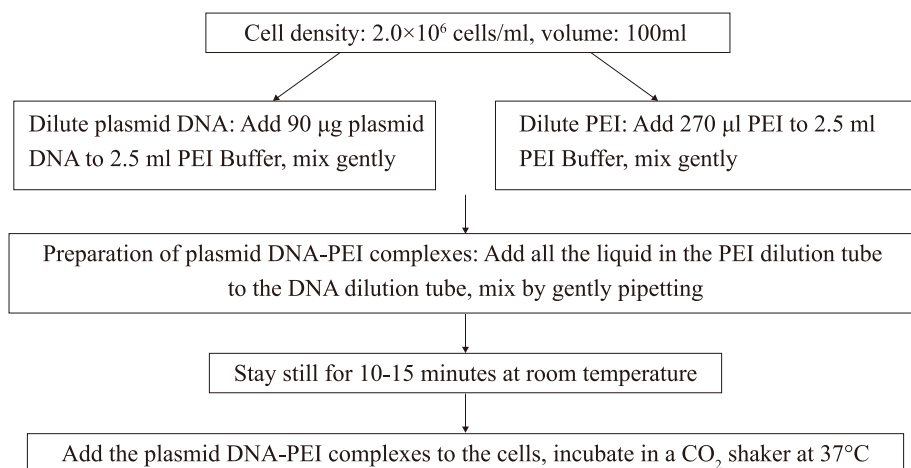 Cell density: 2.0×10⁶ cells/ml, volume: 100ml
Dilute plasmid DNA: Add 90 μg plasmid
DNA to 2.5 ml PEI Buffer, mix gently
Dilute PEI: Add 270 μl PEI to 2.5 ml
PEI Buffer, mix gently
Preparation of plasmid DNA-PEI complexes: Add all the liquid in the PEI dilution tube
to the DNA dilution tube, mix by gently pipetting
Stay still for 10-15 minutes at room temperature
Add the plasmid DNA-PEI complexes to the cells, incubate in a CO₂ shaker at 37°C